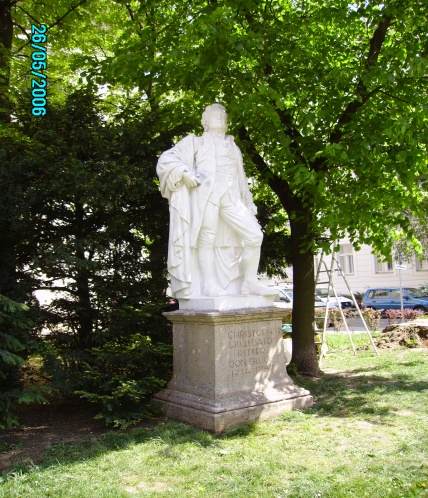 26/05/2006
CHRISTOPH
WILLIBALD
RITTER
VON GLUCK